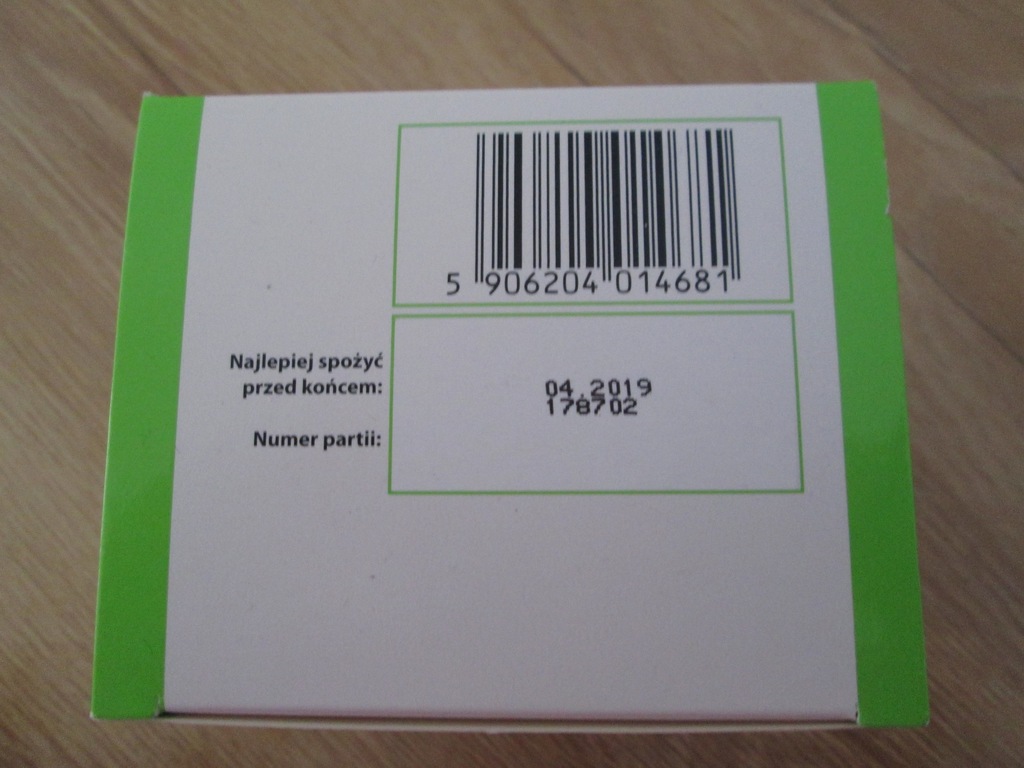 5 906204 014681
Najlepiej spożyć
przed końcem:
04.2019
178702
Numer partii: